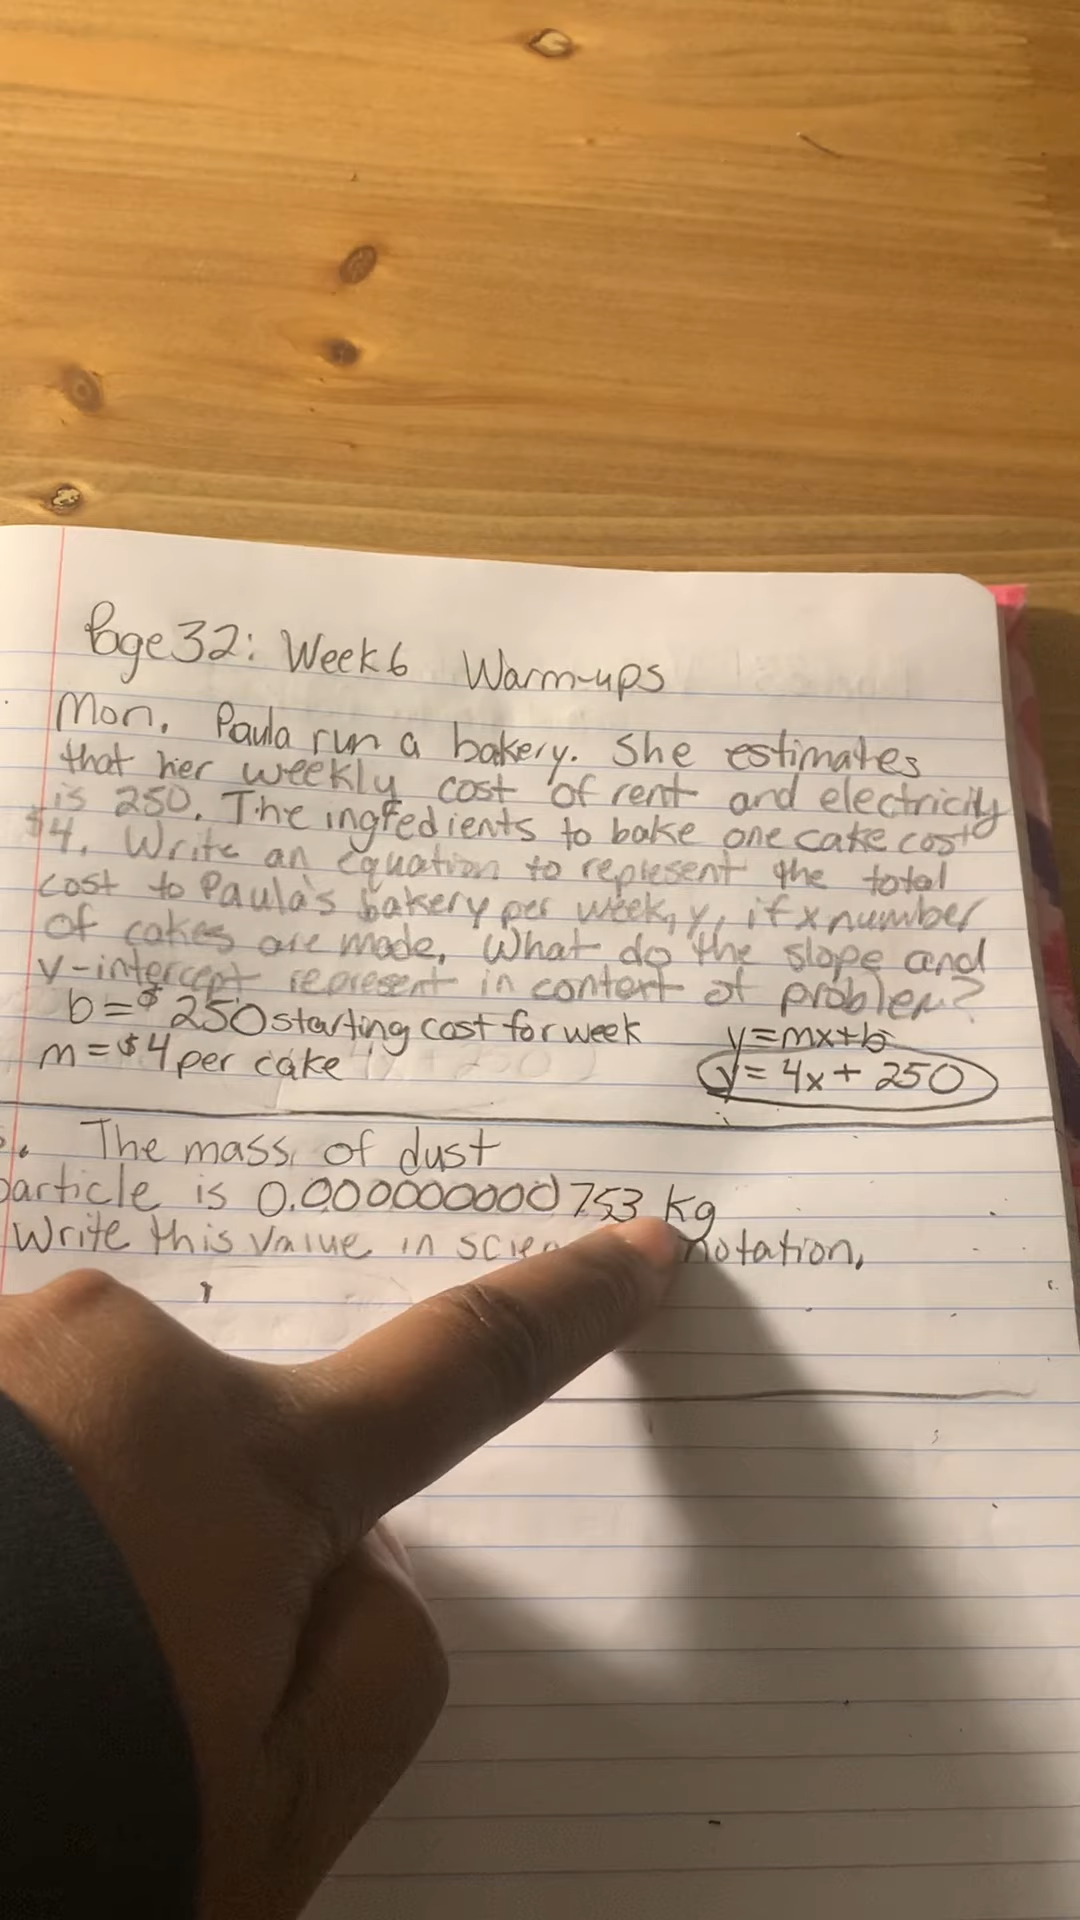 Page 32: Week 6 Warm-ups
Mon. Paula run a bakery. She estimates
that her weekly cost of rent and electricity
is 250. The ingredients to bake one cake cost
$4. Write an equation to represent the total
cost to Paula's bakery per week, y, if x number
of cakes are made. What do the slope and
y-intercept represent in context of problem?
b = $250 starting cost for week
y = mx + b
m = $4 per cake
y = 4x + 250
The mass of dust
particle is 0.000000000753 kg
Write this value in notation.